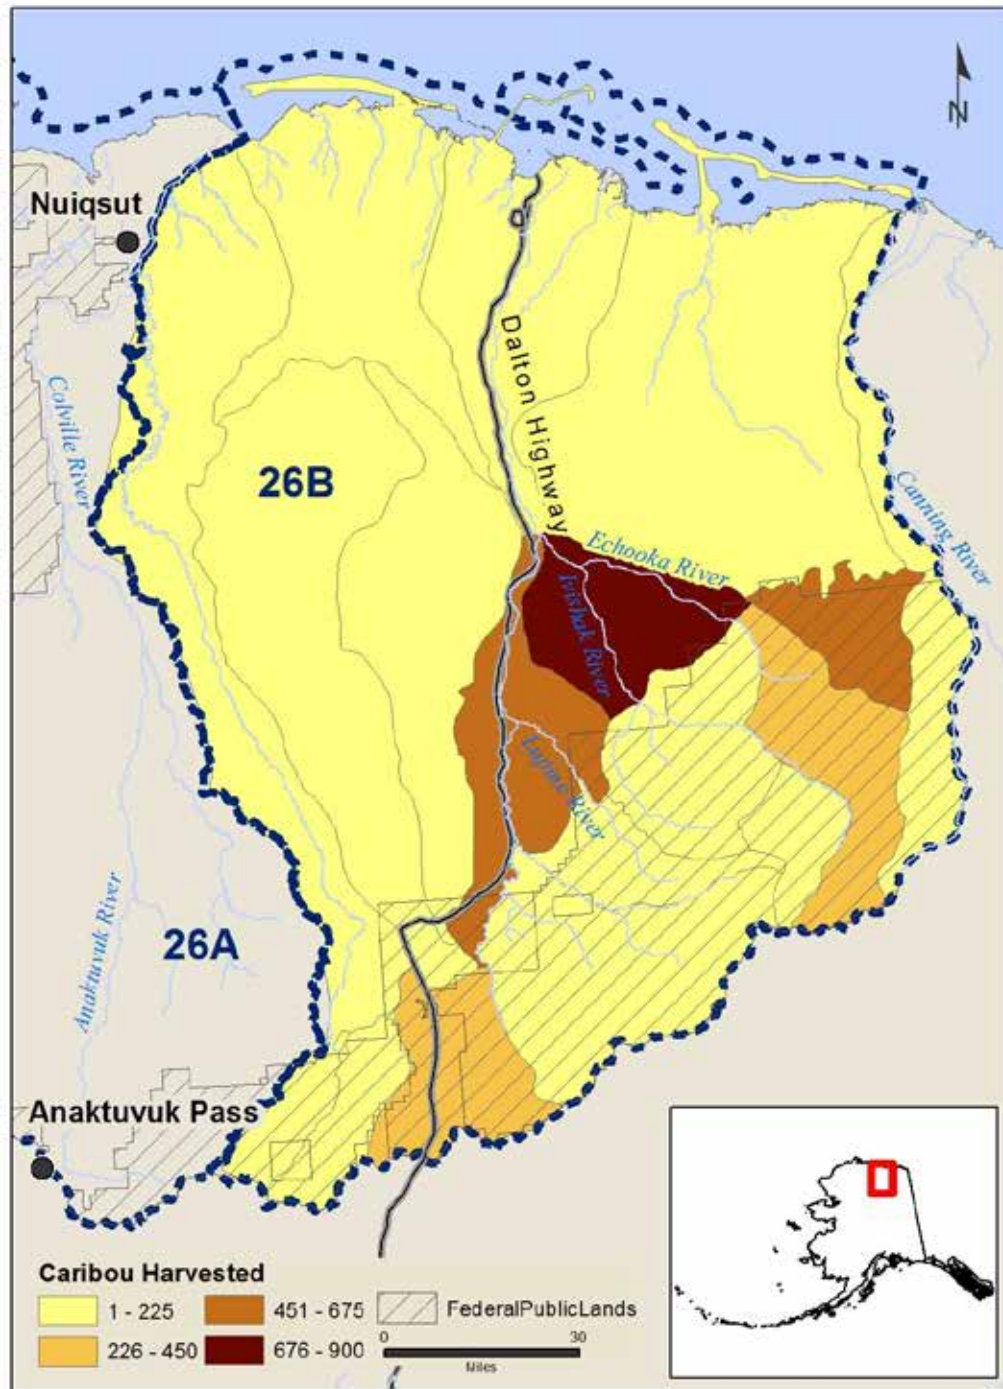 N
Nuiqsut
Dalton Highway
Colville River
26B
Canning River
Echooka River
Ivishak River
Lupine River
Anaktuvuk River
26A
Anaktuvuk Pass
Caribou Harvested
1 - 225
451 - 675
FederalPublicLands
226 - 450
676 - 900
0
30
Miles